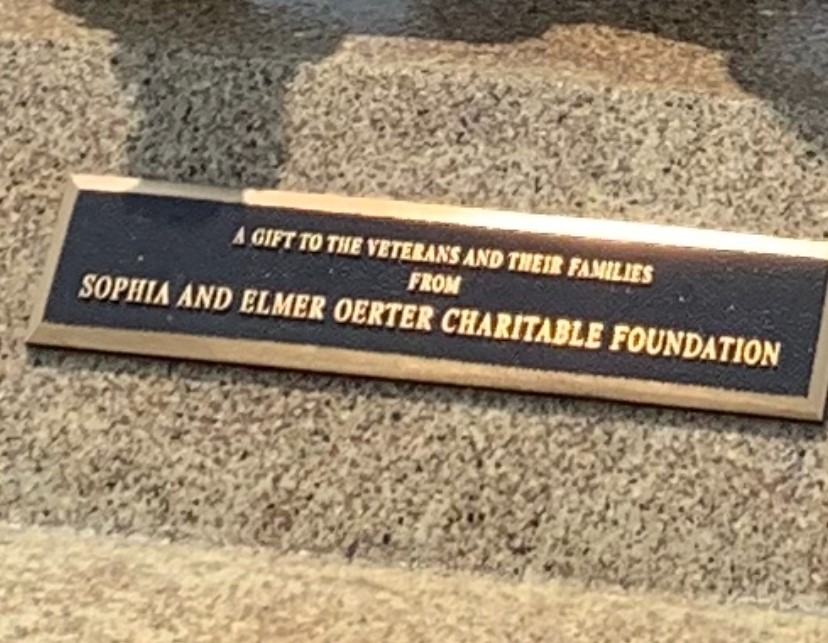 A GIFT TO THE VETERANS AND THEIR FAMILIES
FROM
SOPHIA AND ELMER OERTER CHARITABLE FOUNDATION